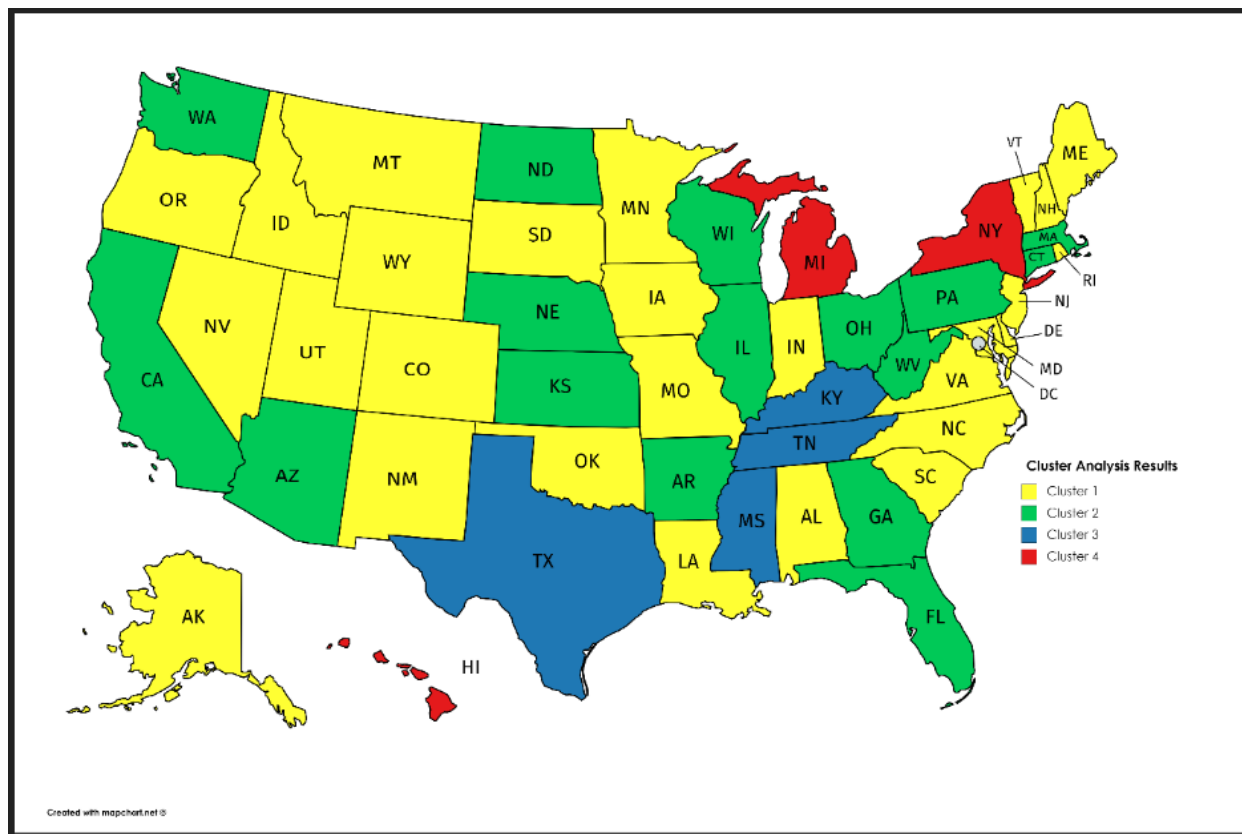 WA
MT
ND
MN
VT
ME
OR
ID
SD
WI
NH
NY
WY
MI
MA
CT
RI
IA
PA
NJ
NE
NV
OH
DE
UT
IL
IN
CO
WV
MD
CA
KS
MO
VA
DC
KY
NC
TN
OK
AZ
NM
AR
SC
Cluster Analysis Results
Cluster 1
MS
AL
GA
Cluster 2
Cluster 3
TX
LA
Cluster 4
AK
FL
HI
Created with mapchart.net ©